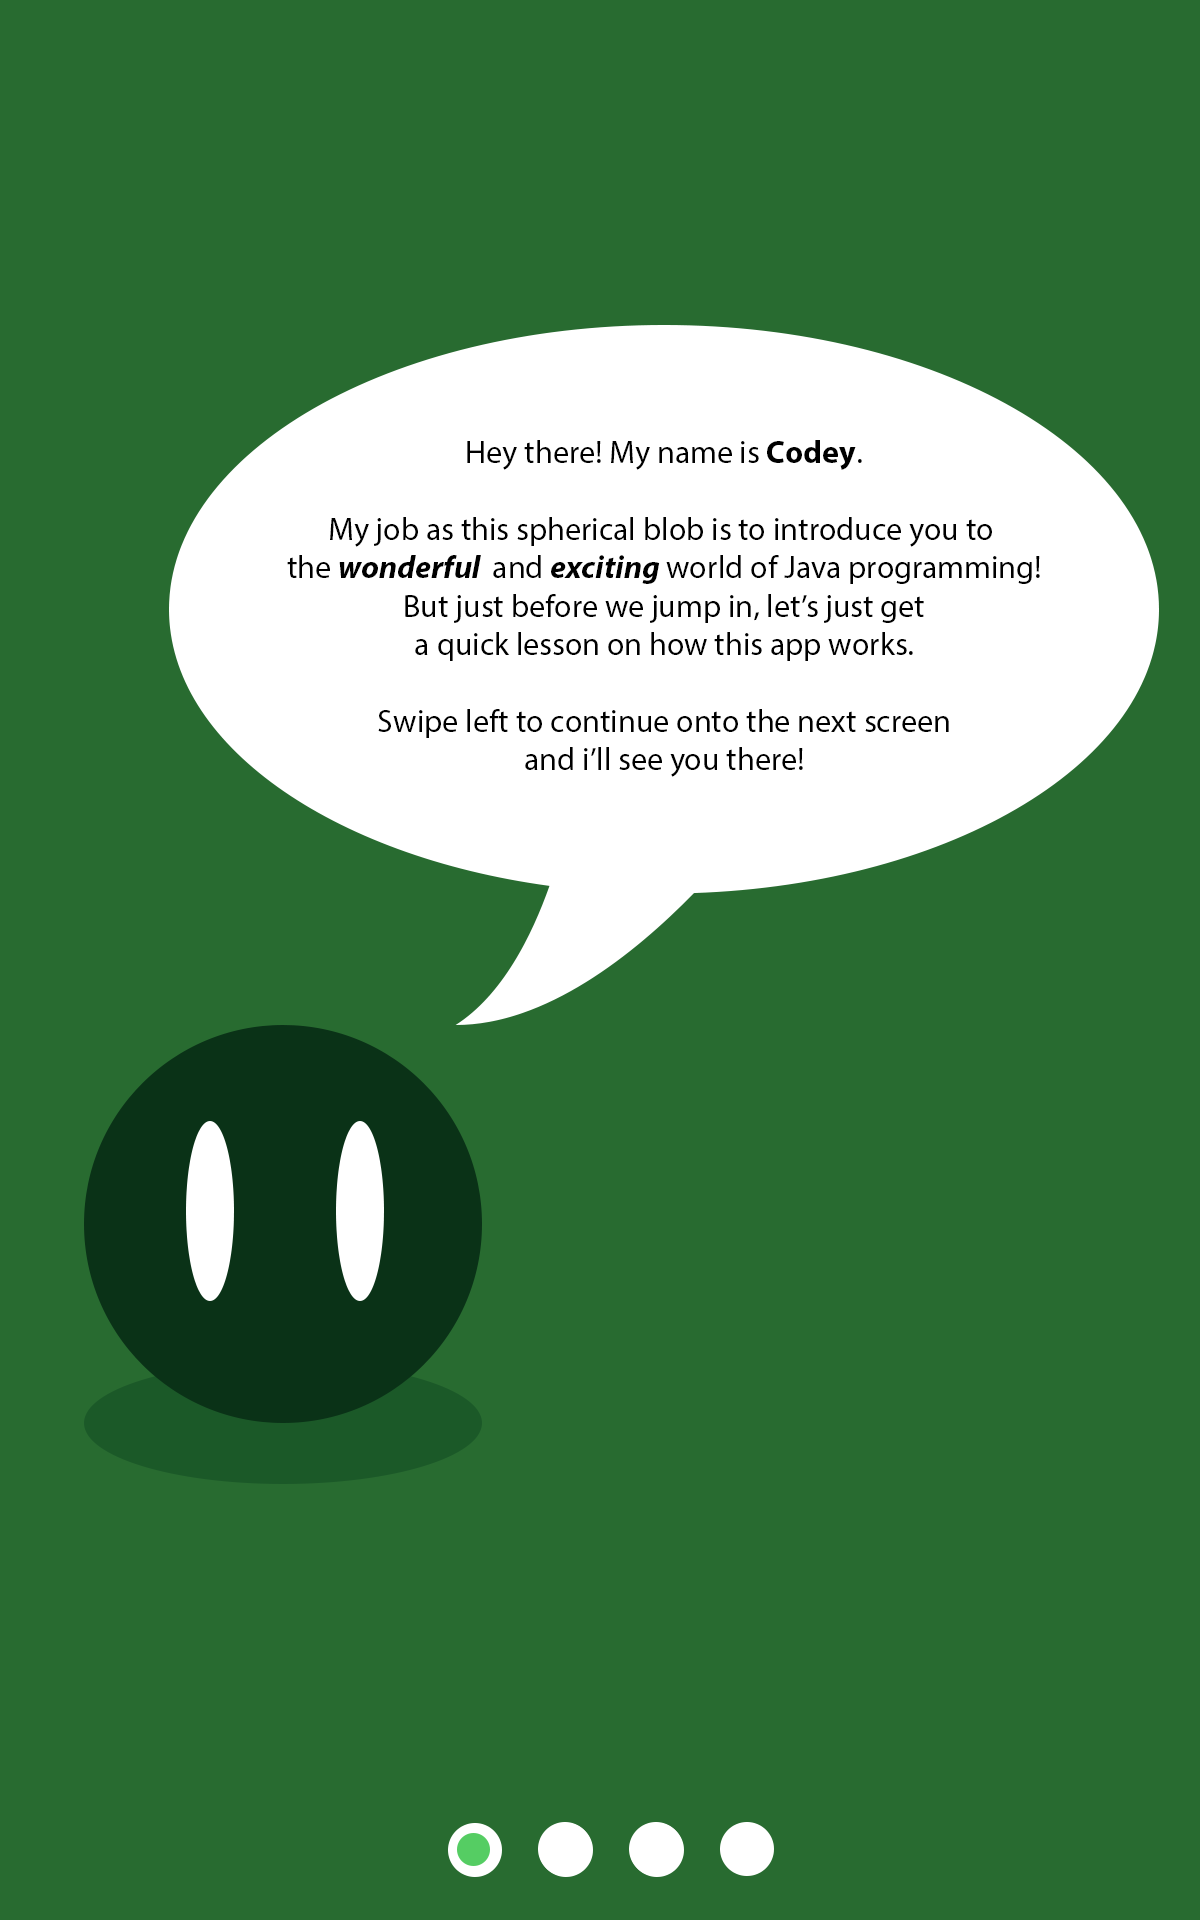 Hey there! My name is Codey.
My job as this spherical blob is to introduce you to
the wonderful and exciting world of Java programming!
But just before we jump in, let’s just get
a quick lesson on how this app works.
Swipe left to continue onto the next screen
and i’ll see you there!